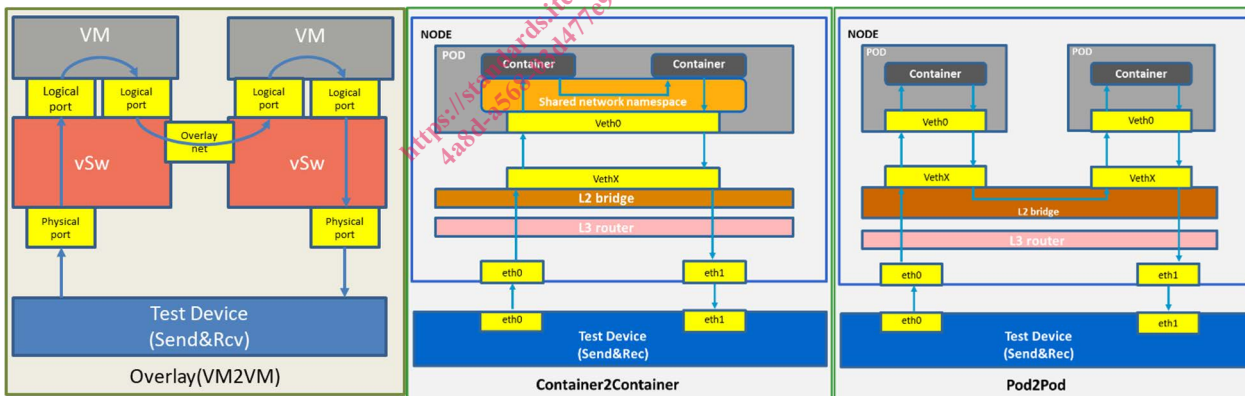 VM
VM
Logical port
Logical port
Logical port
Logical port
Overlay net
vSw
vSw
Physical port
Physical port
Test Device
(Send&Rcv)
Overlay(VM2VM)
NODE
POD
Container
Container
Shared network namespace
Veth0
VethX
L2 bridge
L3 router
eth0
eth1
eth0
eth1
Test Device
(Send&Rec)
Container2Container
NODE
POD
POD
Container
Container
Veth0
Veth0
VethX
VethX
L2 bridge
L3 router
eth0
eth1
eth0
eth1
Test Device
(Send&Rec)
Pod2Pod